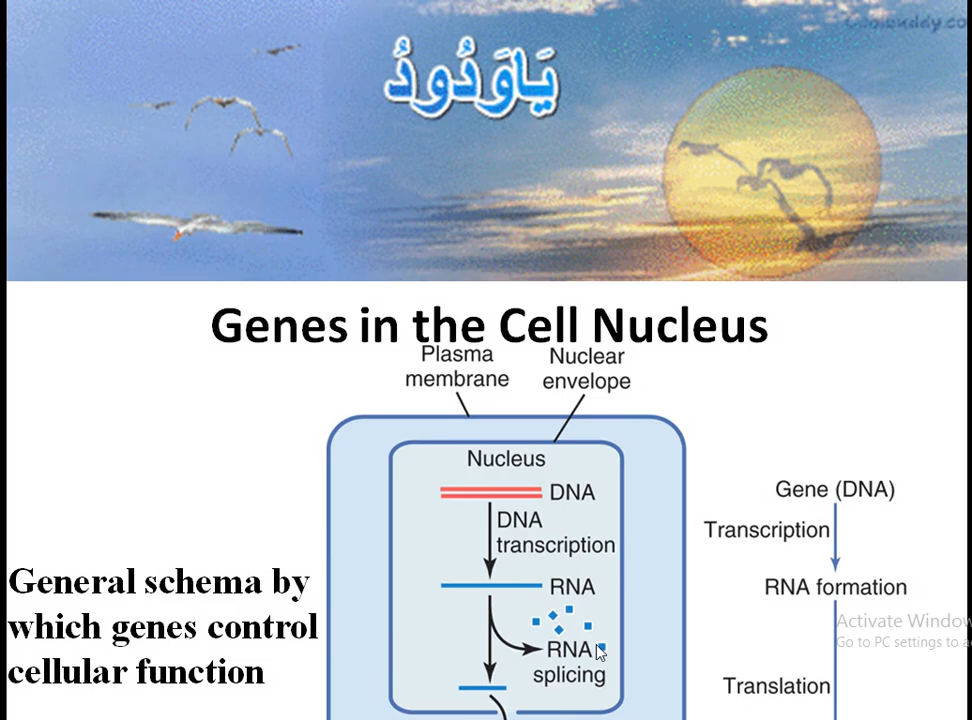 يَاوَدُودُ
Genes in the Cell Nucleus
Plasma
membrane
Nuclear
envelope
Nucleus
DNA
DNA
transcription
RNA
RNA
splicing
General schema by
which genes control
cellular function
Gene (DNA)
Transcription
RNA formation
Activate Window
Go to PC settings to a
Translation